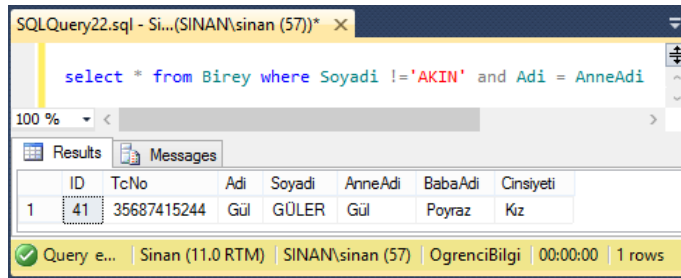 SQLQuery22.sql - Si...(SINAN\sinan (57))* ×
select * from Birey where Soyadi !='AKIN' and Adi = AnneAdi
100 %
Results Messages
ID TcNo Adi Soyadi AnneAdi BabaAdi Cinsiyeti
1 41 35687415244 Gül GÜLER Gül Poyraz Kız
Query e... Sinan (11.0 RTM) SINAN\sinan (57) OgrenciBilgi 00:00:00 1 rows